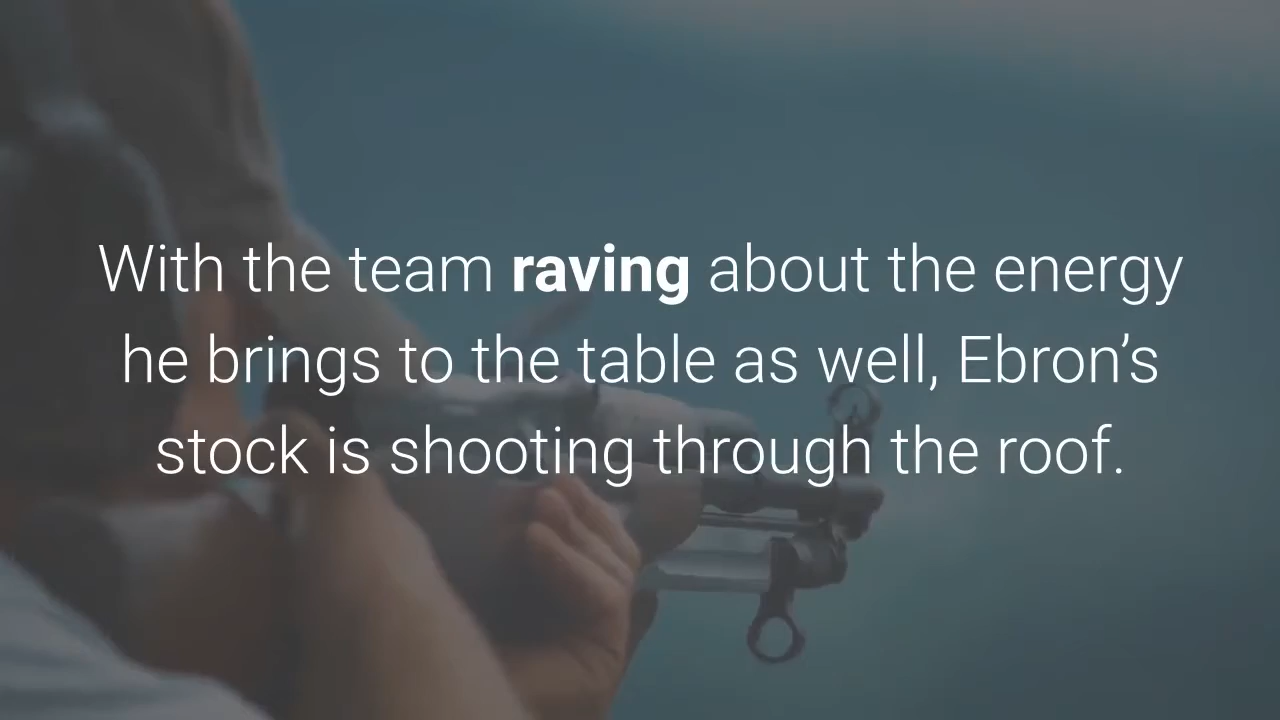 With the team raving about the energy
he brings to the table as well, Ebron’s
stock is shooting through the roof.